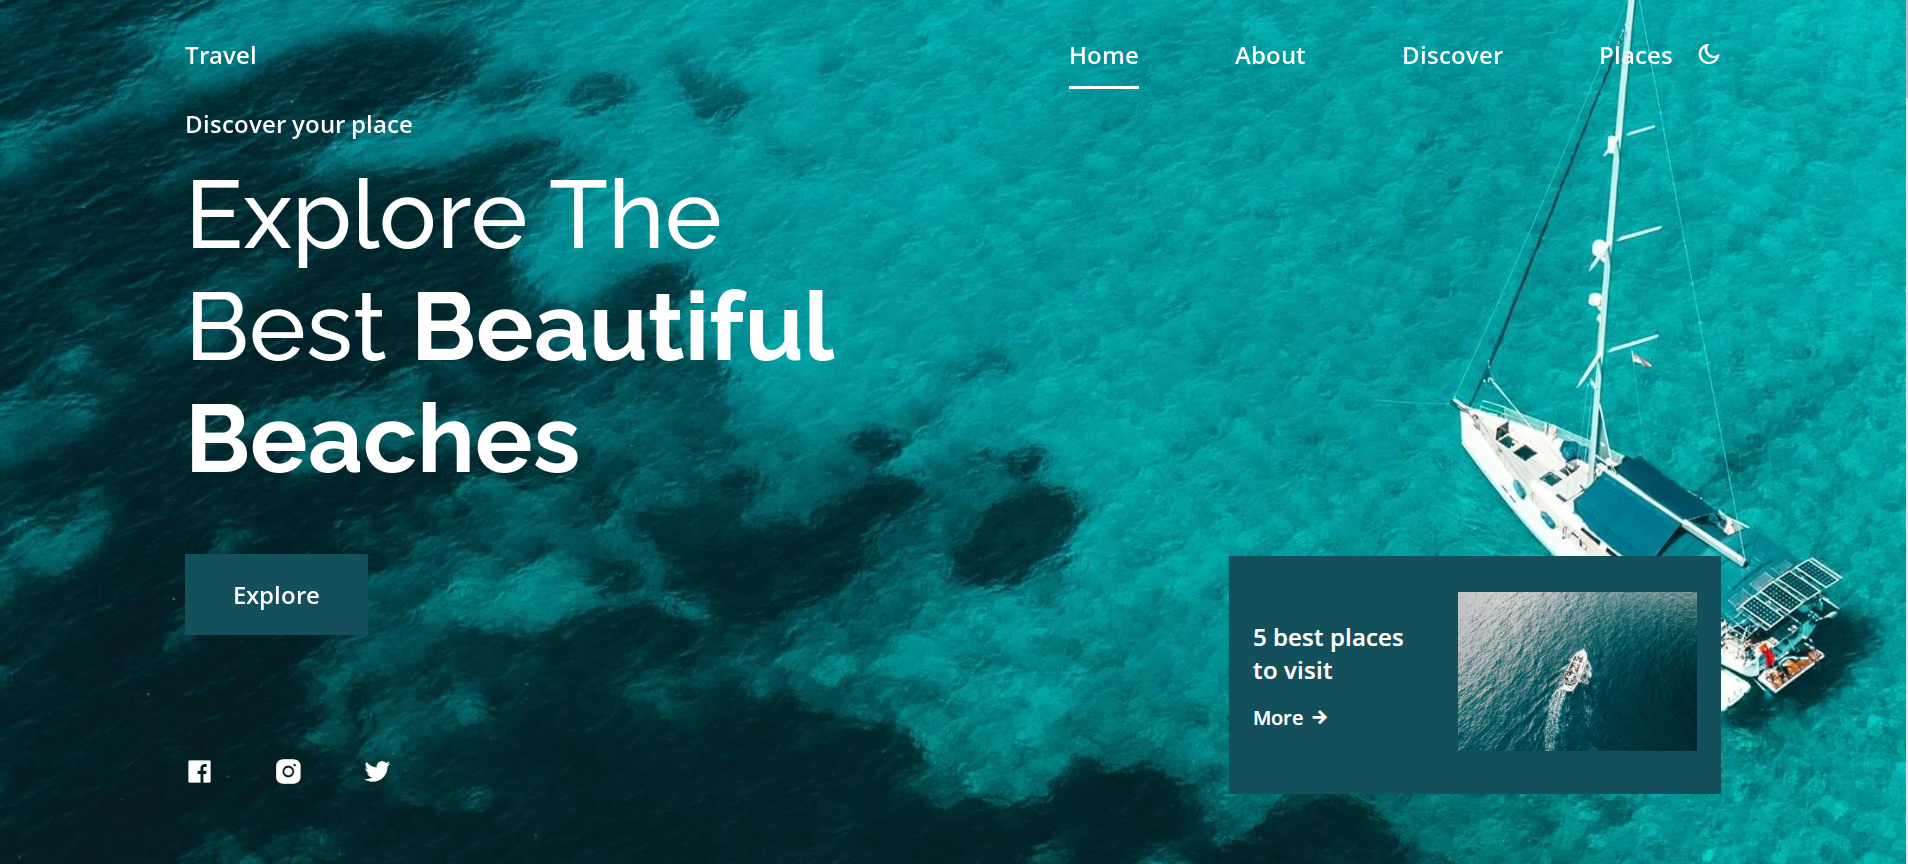 Travel
Home
About
Discover
Places
Discover your place
Explore The
Best Beautiful
Beaches
Explore
5 best places
to visit
More →